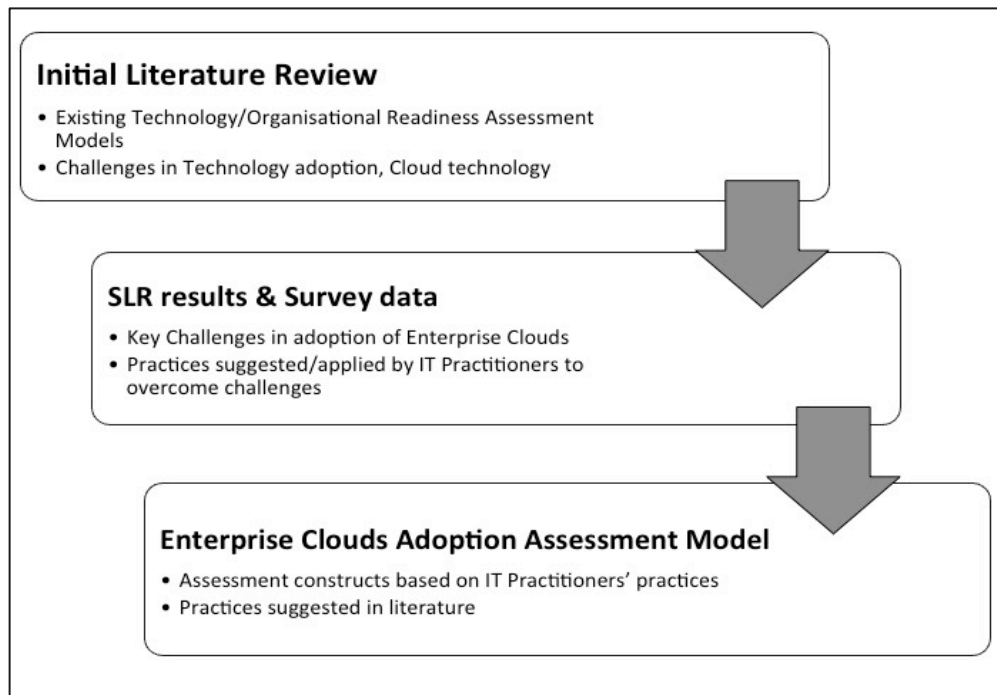 Initial Literature Review
• Existing Technology/Organisational Readiness Assessment
Models
• Challenges in Technology adoption, Cloud technology
SLR results & Survey data
• Key Challenges in adoption of Enterprise Clouds
• Practices suggested/applied by IT Practitioners to
overcome challenges
Enterprise Clouds Adoption Assessment Model
• Assessment constructs based on IT Practitioners’ practices
• Practices suggested in literature